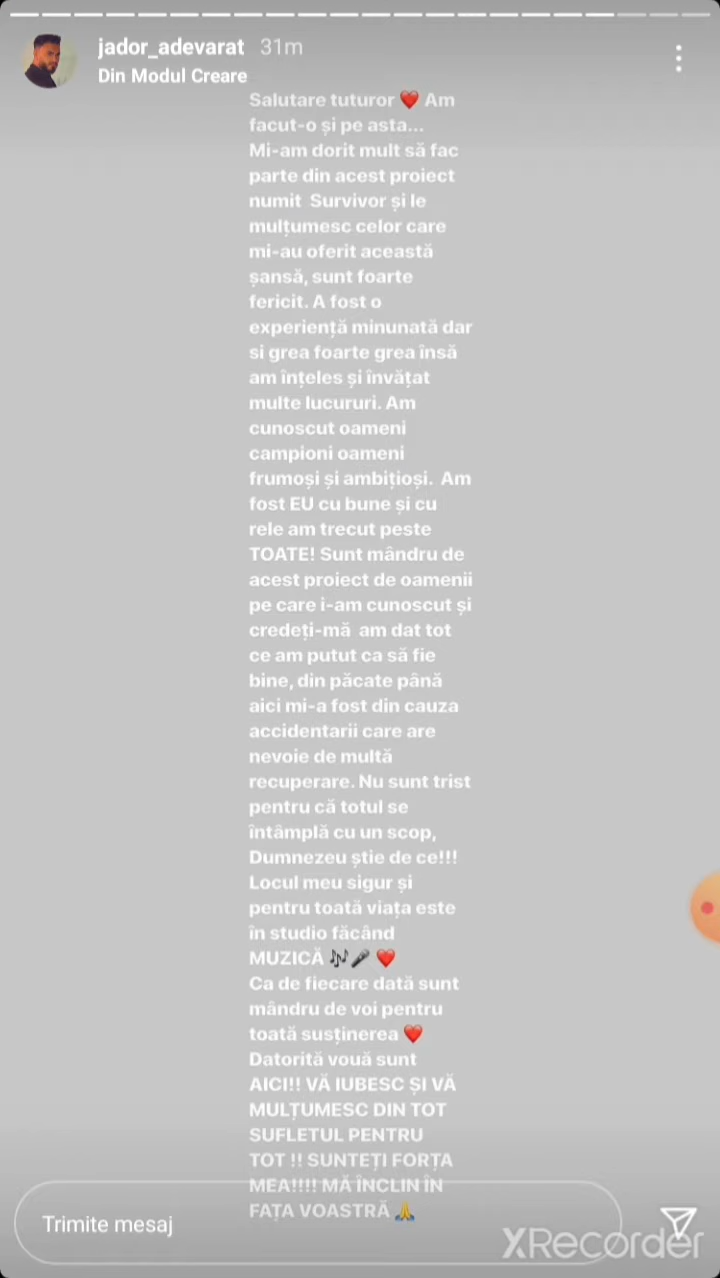 jador_adevarat 31m
Din Modul Creare
Salutare tuturor ❤️ Am
facut-o și pe asta...
Mi-am dorit mult să fac
parte din acest proiect
numit  Survivor și le
mulțumesc celor care
mi-au oferit această
șansă, sunt foarte
fericit. A fost o
experiență minunată dar
si grea foarte grea însă
am înțeles și învățat
multe lucururi. Am
cunoscut oameni
campioni oameni
frumoși și ambițioși.  Am
fost EU cu bune și cu
rele am trecut peste
TOATE! Sunt mândru de
acest proiect de oamenii
pe care i-am cunoscut și
credeți-mă  am dat tot
ce am putut ca să fie
bine, din păcate până
aici mi-a fost din cauza
accidentarii care are
nevoie de multă
recuperare. Nu sunt trist
pentru că totul se
întâmplă cu un scop,
Dumnezeu știe de ce!!!
Locul meu sigur și
pentru toată viața este
în studio făcând
MUZICĂ 🎶🎤 ❤️
Ca de fiecare dată sunt
mândru de voi pentru
toată susținerea ❤️
Datorită vouă sunt
AICI!! VĂ IUBESC ȘI VĂ
MULȚUMESC DIN TOT
SUFLETUL PENTRU
TOT !! SUNTEȚI FORȚA
MEA!!!! MĂ ÎNCLIN ÎN
FAȚA VOASTRĂ 🙏
Trimite mesaj
XRecorder